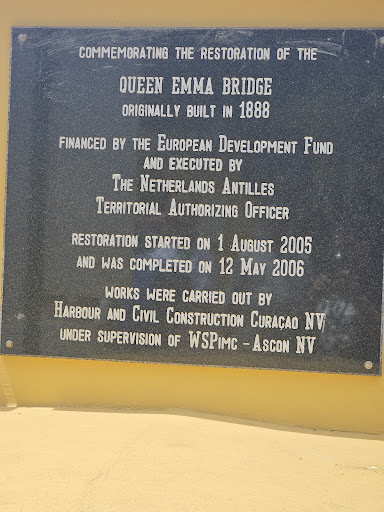 Commemorating the restoration of the
Queen Emma Bridge
originally built in 1888
financed by the European Development Fund
and executed by
The Netherlands Antilles
Territorial Authorizing Officer
restoration started on 1 August 2005
and was completed on 12 May 2006
works were carried out by
Harbour and Civil Construction Curaçao NV
under supervision of WSPimc - Ascon NV